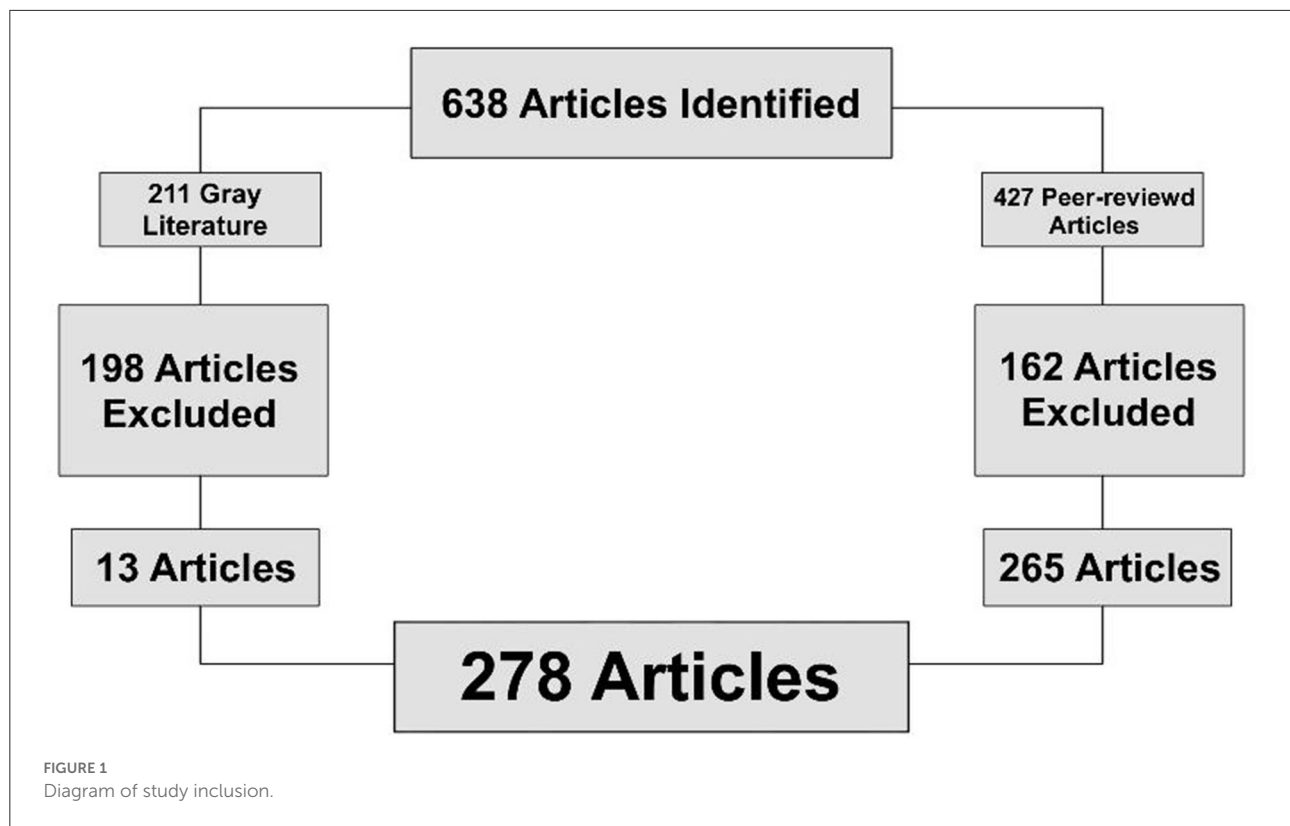 638 Articles Identified
211 Gray
Literature
427 Peer-reviewd
Articles
198 Articles
Excluded
162 Articles
Excluded
13 Articles
265 Articles
278 Articles
FIGURE 1
Diagram of study inclusion.